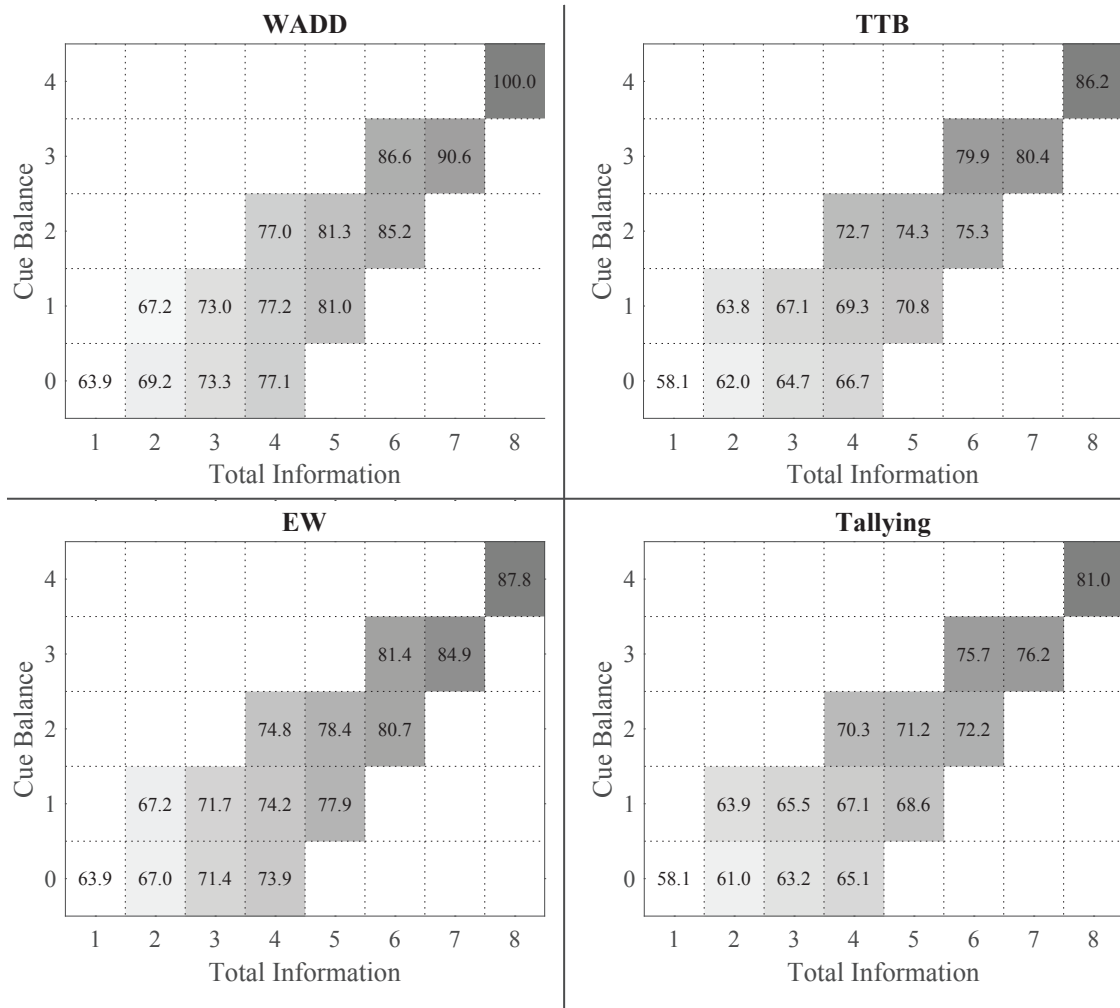 WADD
4 100.0
3 86.6 90.6
2 77.0 81.3 85.2
1 67.2 73.0 77.2 81.0
0 63.9 69.2 73.3 77.1
1 2 3 4 5 6 7 8
Total Information
Cue Balance
TTB
4 86.2
3 79.9 80.4
2 72.7 74.3 75.3
1 63.8 67.1 69.3 70.8
0 58.1 62.0 64.7 66.7
1 2 3 4 5 6 7 8
Total Information
Cue Balance
EW
4 87.8
3 81.4 84.9
2 74.8 78.4 80.7
1 67.2 71.7 74.2 77.9
0 63.9 67.0 71.4 73.9
1 2 3 4 5 6 7 8
Total Information
Cue Balance
Tallying
4 81.0
3 75.7 76.2
2 70.3 71.2 72.2
1 63.9 65.5 67.1 68.6
0 58.1 61.0 63.2 65.1
1 2 3 4 5 6 7 8
Total Information
Cue Balance